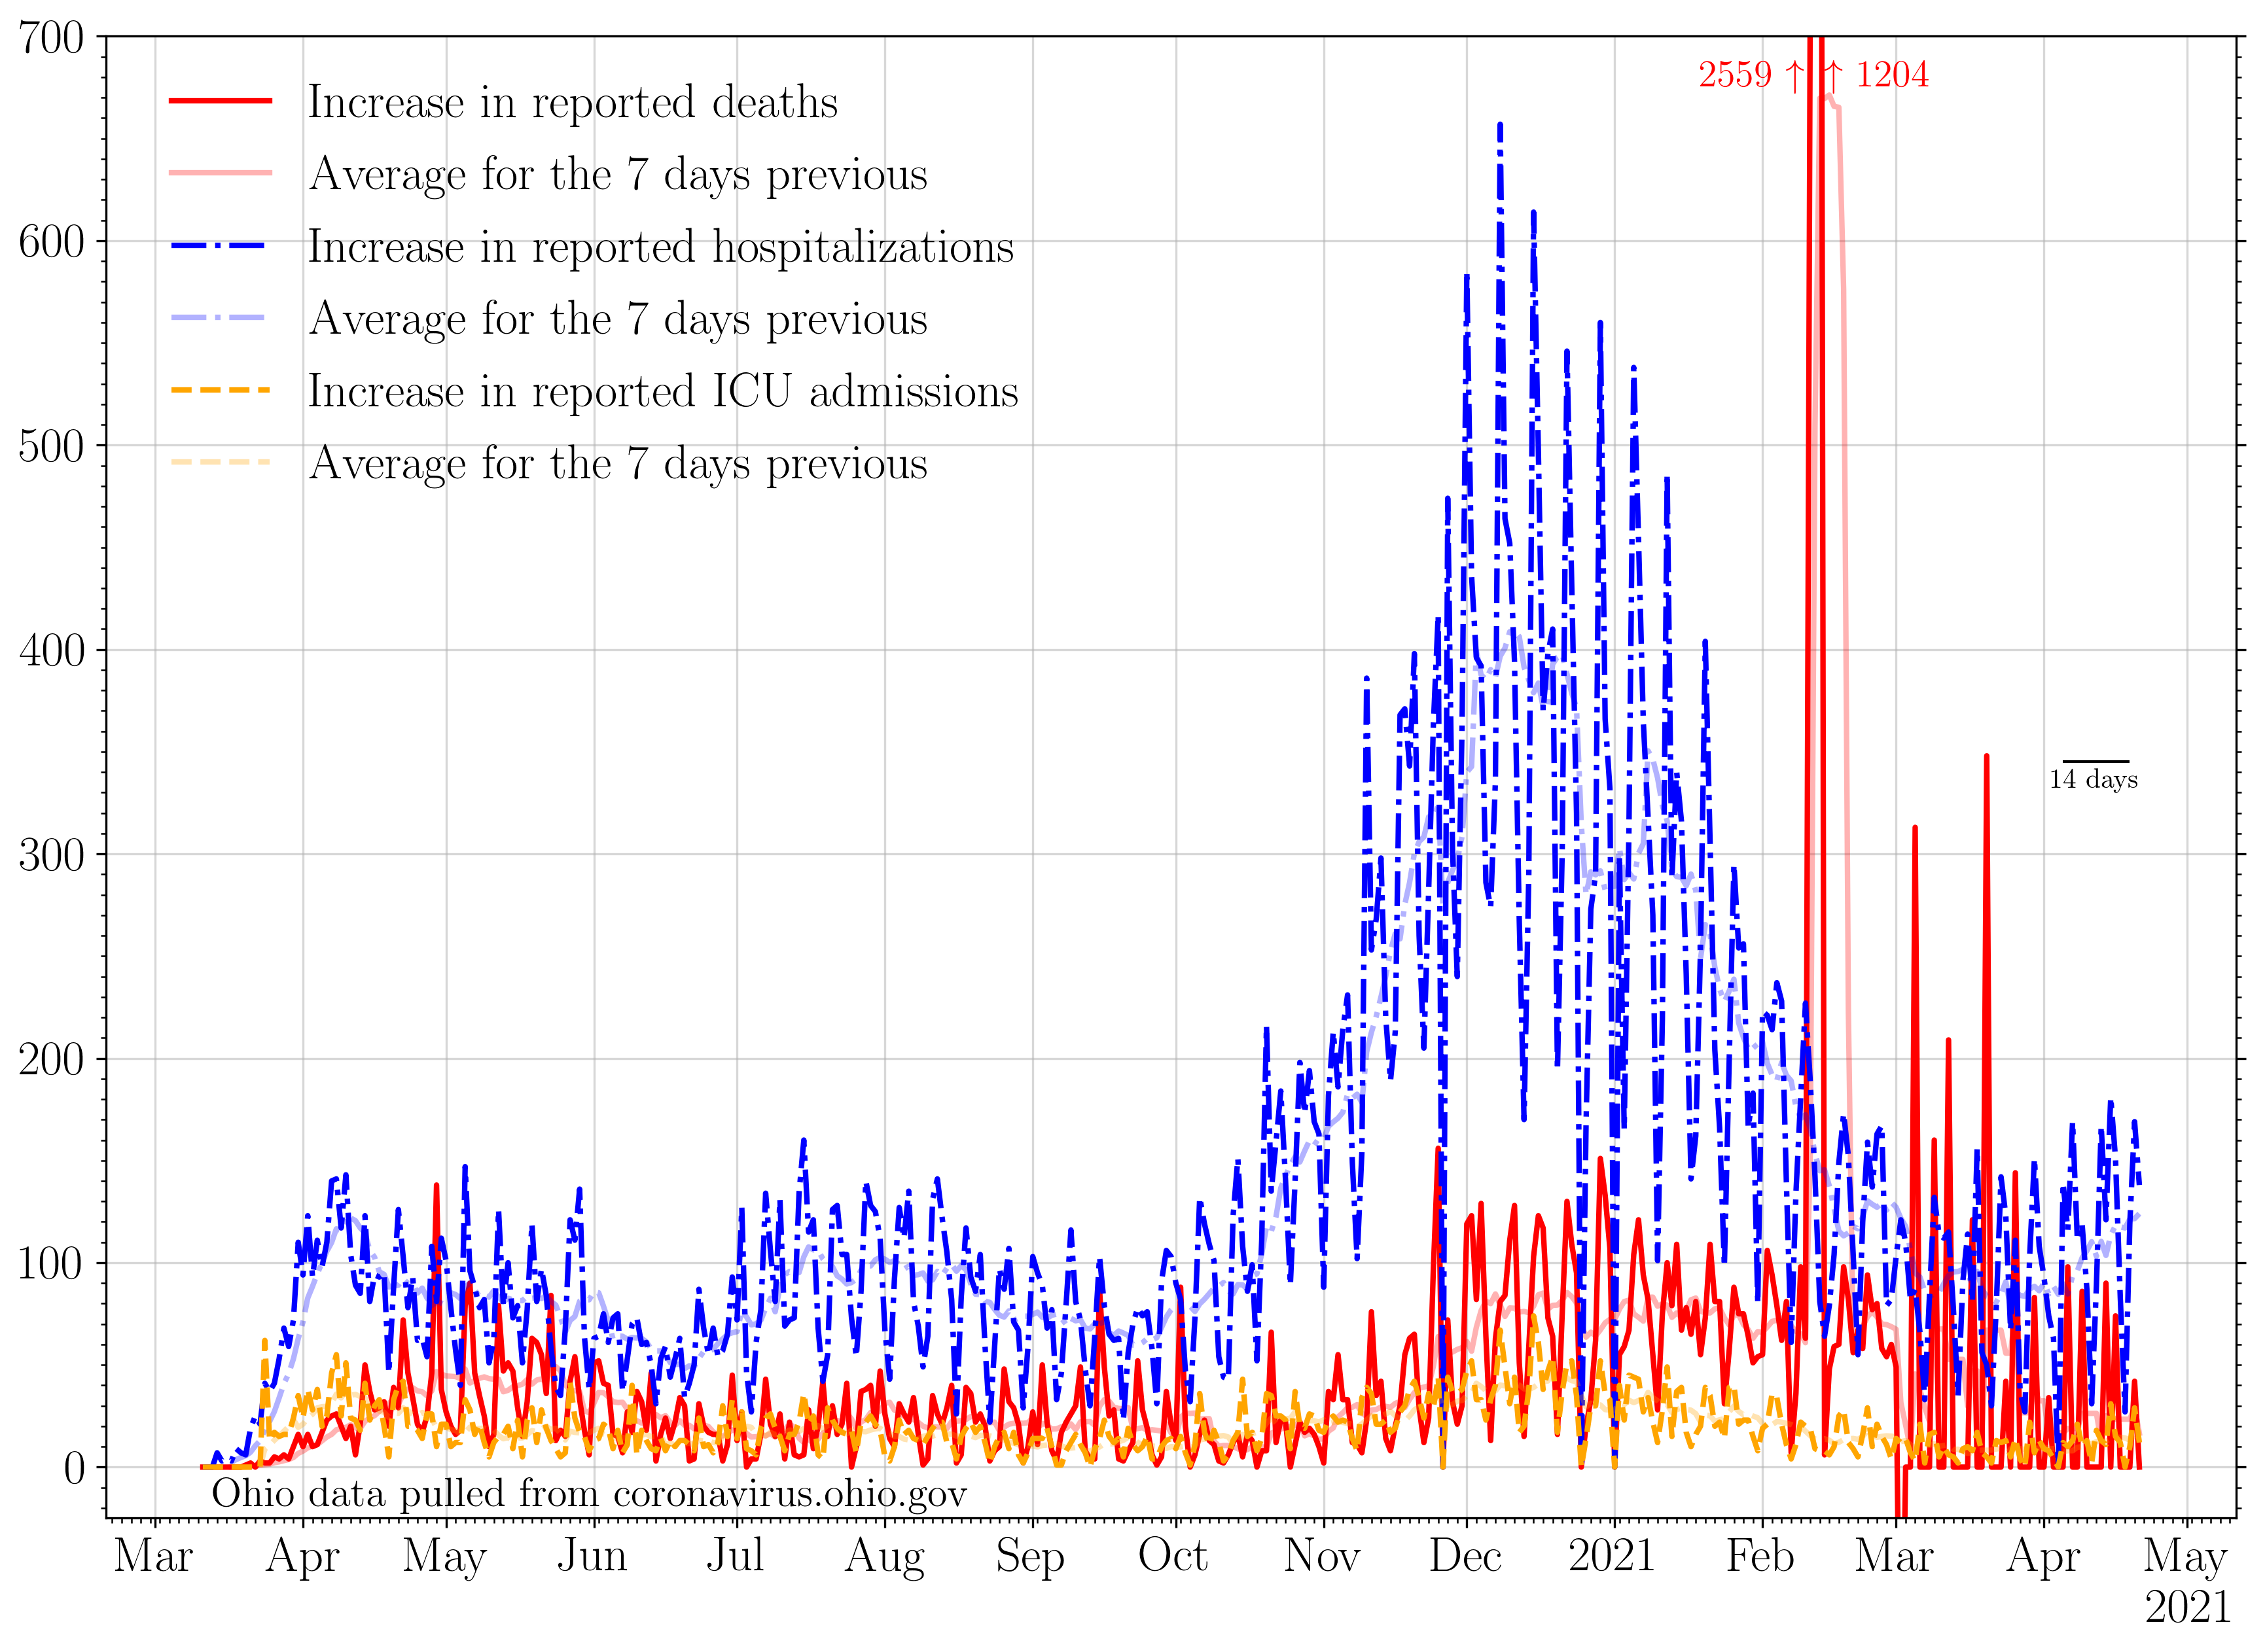 700
600
500
400
300
200
100
0
2559 ↑ ↑ 1204
Increase in reported deaths
Average for the 7 days previous
Increase in reported hospitalizations
Average for the 7 days previous
Increase in reported ICU admissions
Average for the 7 days previous
14 days
Ohio data pulled from coronavirus.ohio.gov
Mar Apr May Jun Jul Aug Sep Oct Nov Dec 2021 Feb Mar Apr May
2021